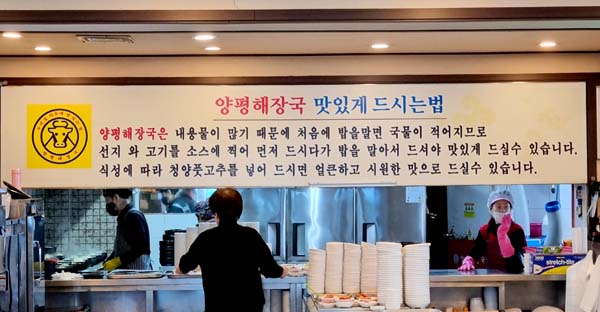 양평해장국 맛있게 드시는법
양평해장국은 내용물이 많기 때문에 처음에 밥을말면 국물이 적어지므로
선지 와 고기를 소스에 찍어 먼저 드시다가 밥을 말아서 드셔야 맛있게 드실수 있습니다.
식성에 따라 청양풋고추를 넣어 드시면 얼큰하고 시원한 맛으로 드실수 있습니다.
stretch-tite